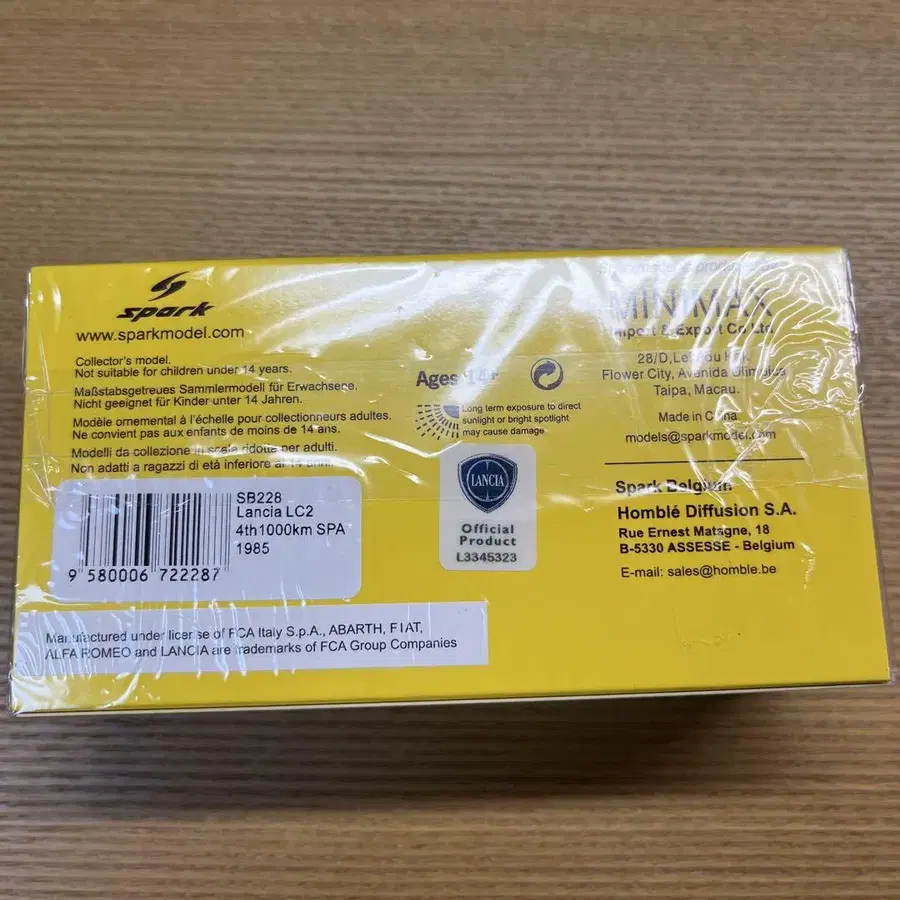 spark
www.sparkmodel.com
Collector's model.
Not suitable for children under 14 years.
Maßstabsgetreues Sammlermodell für Erwachsene.
Nicht geeignet für Kinder unter 14 Jahren.
Modèle ornemental à l'échelle pour collectionneurs adultes.
Ne convient pas aux enfants de moins de 14 ans.
Modelli da collezione in scala ridotte per adulti.
Non adatti a ragazzi di età inferiore ai 14 anni.
SB228
Lancia LC2
4th1000km SPA
1985
9 580006 722287
Manufactured under license of FCA Italy S.p.A., ABARTH, FIAT,
ALFA ROMEO and LANCIA are trademarks of FCA Group Companies
Ages 14+
Long term exposure to direct
sunlight or bright spotlight
may cause damage
LANCIA
Official
Product
L3345323
MINIMAX
Import & Export Co Ltd.
28/D,
Flower City, Avenida Olimpica
Taipa, Macau.
Made in China
models@sparkmodel.com
Spark Belgium
Homblé Diffusion S.A.
Rue Ernest Matagne, 18
B-5330 ASSESSE - Belgium
E-mail: sales@homble.be